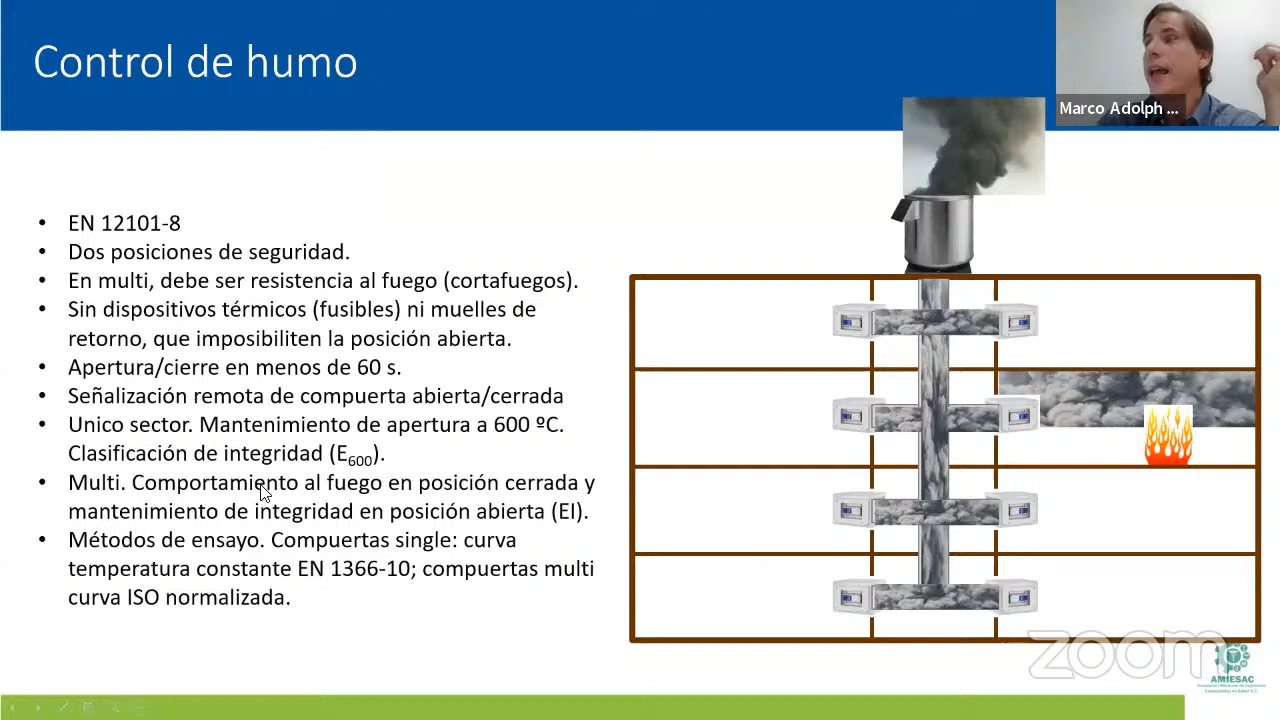 Control de humo
Marco Adolph ...
• EN 12101-8
• Dos posiciones de seguridad.
• En multi, debe ser resistencia al fuego (cortafuegos).
• Sin dispositivos térmicos (fusibles) ni muelles de
retorno, que imposibiliten la posición abierta.
• Apertura/cierre en menos de 60 s.
• Señalización remota de compuerta abierta/cerrada
• Unico sector. Mantenimiento de apertura a 600 ºC.
Clasificación de integridad (E600).
• Multi. Comportamiento al fuego en posición cerrada y
mantenimiento de integridad en posición abierta (EI).
• Métodos de ensayo. Compuertas single: curva
temperatura constante EN 1366-10; compuertas multi
curva ISO normalizada.
zoom
AMIESAC